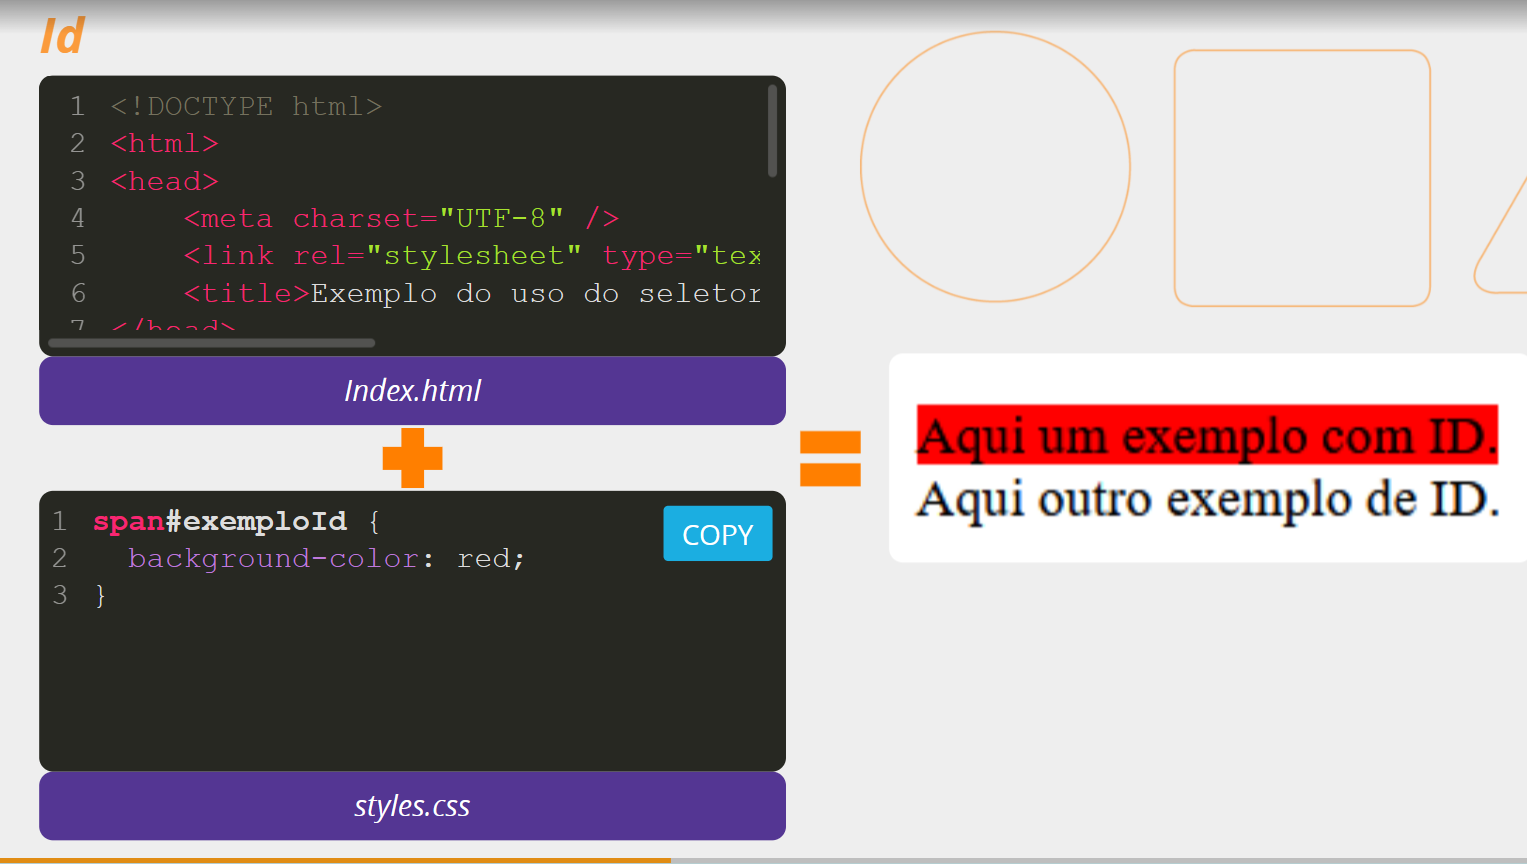 Id
1 <!DOCTYPE html>
2 <html>
3 <head>
4 <meta charset="UTF-8" />
5 <link rel="stylesheet" type="tex
6 <title>Exemplo do uso do seletor
7 </head>
Index.html
1 span#exemploId {
2 background-color: red;
3 }
COPY
styles.css
Aqui um exemplo com ID.
Aqui outro exemplo de ID.